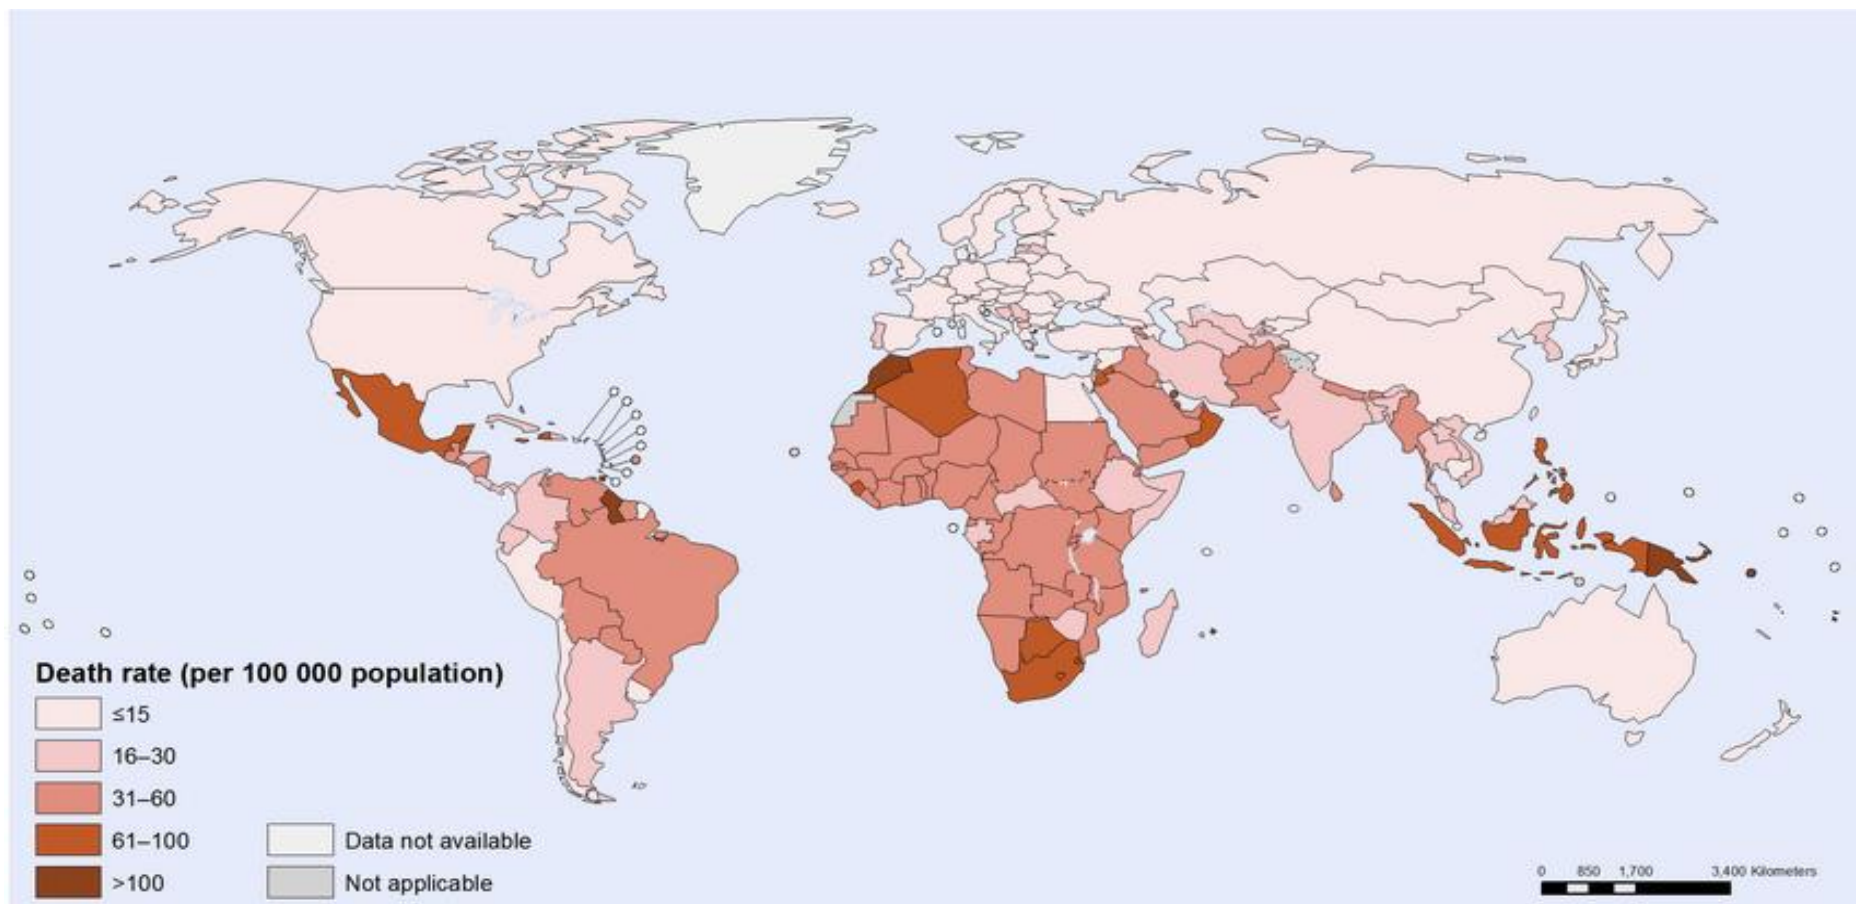 Death rate (per 100 000 population)
≤15
16–30
31–60
61–100
>100
Data not available
Not applicable
0 850 1,700 3,400 Kilometers